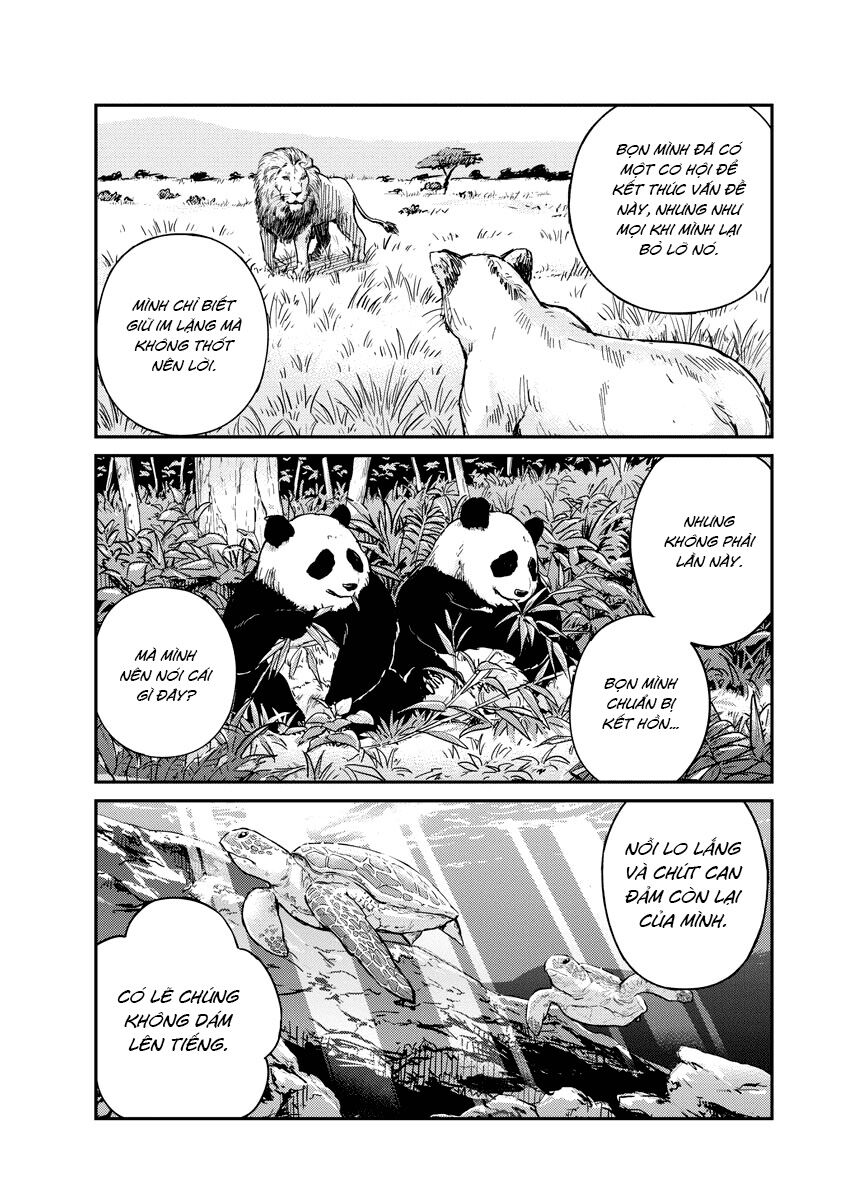 BỌN MÌNH ĐÃ CÓ
MỘT CƠ HỘI ĐỂ
KẾT THÚC VẤN ĐỀ
NÀY, NHƯNG NHƯ
MỌI KHI MÌNH LẠI
BỎ LỠ NÓ.
MÌNH CHỈ BIẾT
GIỮ IM LẶNG MÀ
KHÔNG THỐT
NÊN LỜI.
NHƯNG
KHÔNG PHẢI
LẦN NÀY.
BỌN MÌNH
CHUẨN BỊ
KẾT HÔN...
MÀ MÌNH
NÊN NÓI CÁI
GÌ ĐÂY?
NỔI LO LẮNG
VÀ CHÚT CAN
ĐẢM CÒN LẠI
CỦA MÌNH.
CÓ LẼ CHÚNG
KHÔNG DÁM
LÊN TIẾNG.